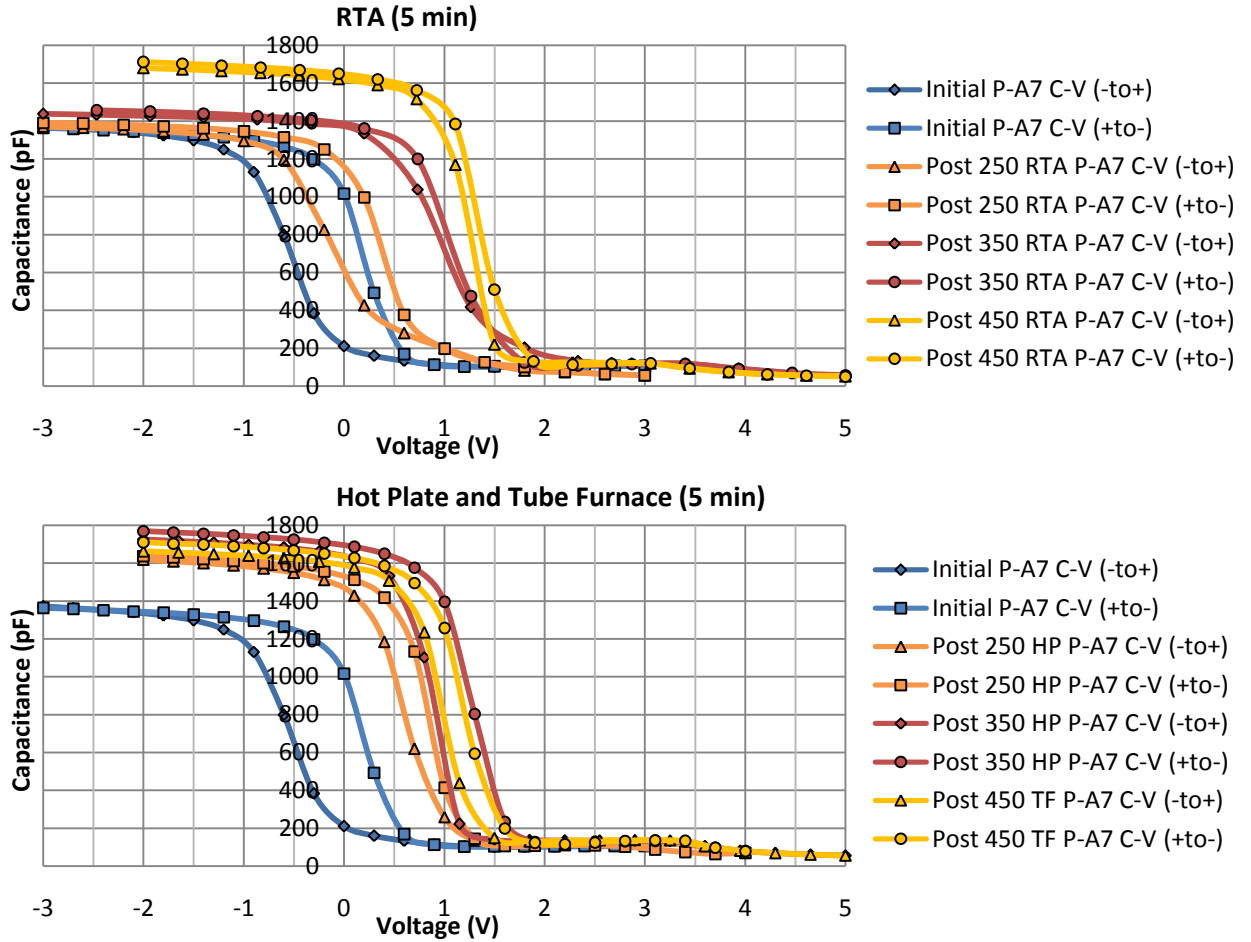 RTA (5 min)
Capacitance (pF)
1800
1600
1400
1200
1000
800
600
400
200
0
-3 -2 -1 0 1 2 3 4 5
Voltage (V)
Initial P-A7 C-V (-to+)
Initial P-A7 C-V (+to-)
Post 250 RTA P-A7 C-V (-to+)
Post 250 RTA P-A7 C-V (+to-)
Post 350 RTA P-A7 C-V (-to+)
Post 350 RTA P-A7 C-V (+to-)
Post 450 RTA P-A7 C-V (-to+)
Post 450 RTA P-A7 C-V (+to-)
Hot Plate and Tube Furnace (5 min)
Capacitance (pF)
1800
1600
1400
1200
1000
800
600
400
200
0
-3 -2 -1 0 1 2 3 4 5
Voltage (V)
Initial P-A7 C-V (-to+)
Initial P-A7 C-V (+to-)
Post 250 HP P-A7 C-V (-to+)
Post 250 HP P-A7 C-V (+to-)
Post 350 HP P-A7 C-V (-to+)
Post 350 HP P-A7 C-V (+to-)
Post 450 TF P-A7 C-V (-to+)
Post 450 TF P-A7 C-V (+to-)